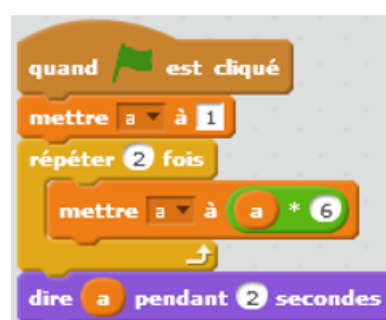 quand est cliqué
mettre a à 1
répéter 2 fois
mettre a à a * 6
dire a pendant 2 secondes